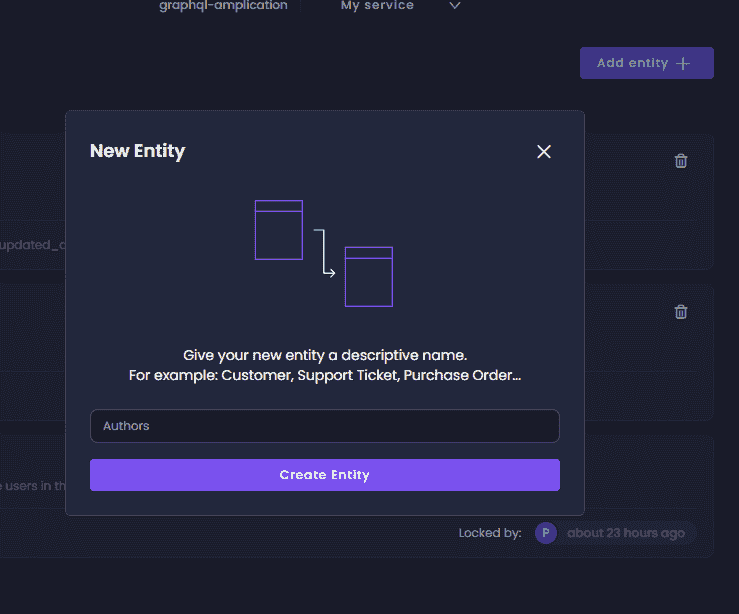 graphql-amplication
My service
Add entity
New Entity
updated_a
Give your new entity a descriptive name.
For example: Customer, Support Ticket, Purchase Order...
Authors
Create Entity
users in th
Locked by: P about 23 hours ago